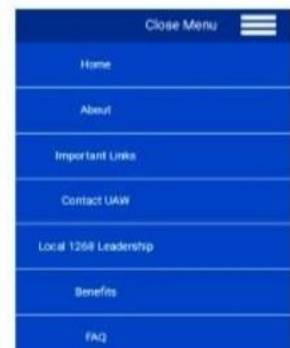 Close Menu
Home
About
Important Links
Contact UAW
Local 1268 Leadership
Benefits
FAQ